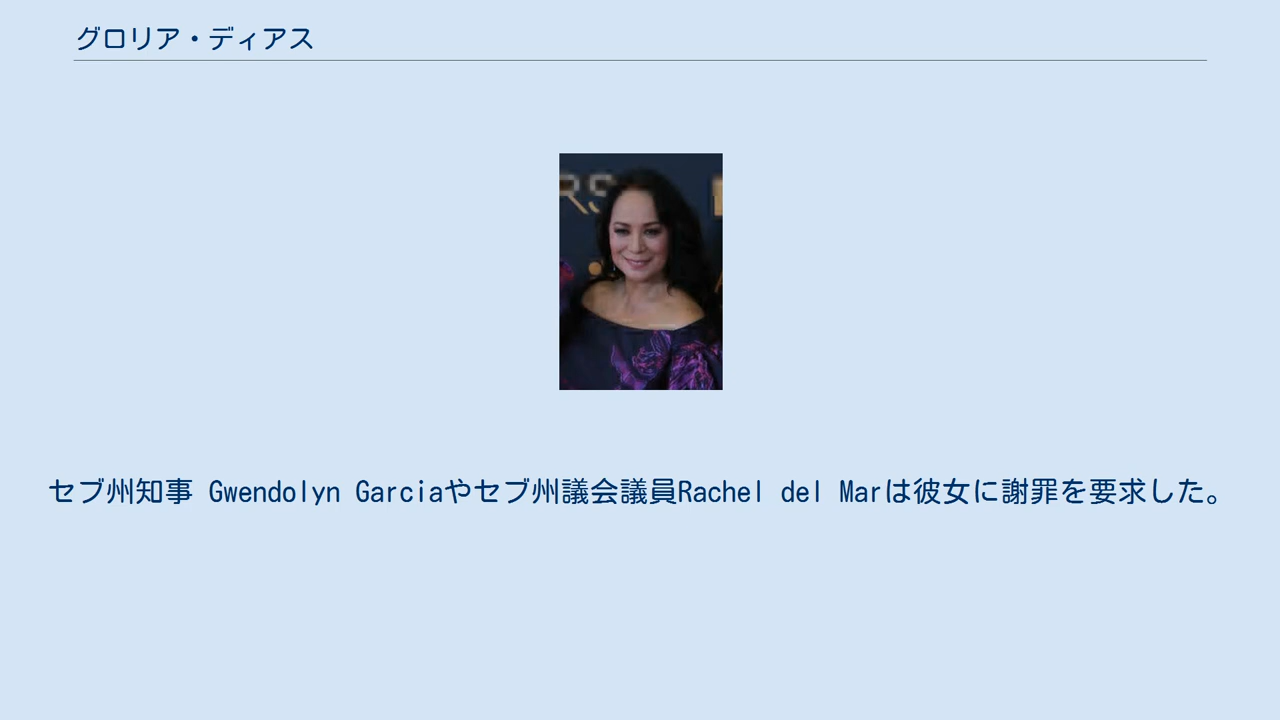 グロリア・ディアス
RS
セブ州知事 Gwendolyn Garciaやセブ州議会議員Rachel del Marは彼女に謝罪を要求した。